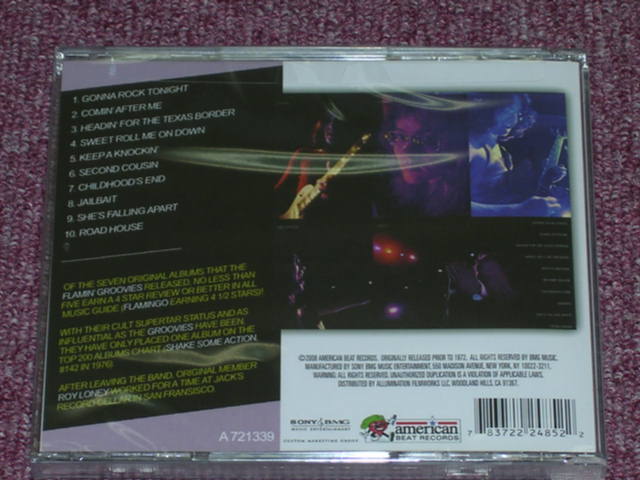 1. GONNA ROCK TONIGHT
2. COMIN' AFTER ME
3. HEADIN' FOR THE TEXAS BORDER
4. SWEET ROLL ME ON DOWN
5. KEEP A KNOCKIN'
6. SECOND COUSIN
7. CHILDHOOD'S END
8. JAILBAIT
9. SHE'S FALLING APART
10. ROAD HOUSE
OF THE SEVEN ORIGINAL ALBUMS THAT THE
FLAMIN' GROOVIES RELEASED, NO LESS THAN
FIVE EARN A 4 STAR REVIEW OR BETTER IN ALL
MUSIC GUIDE (FLAMINGO EARNING 4 1/2 STARS)!
WITH THEIR CULT SUPERTAR STATUS AND AS
INFLUENTIAL AS THE GROOVIES HAVE BEEN,
THEY HAVE ONLY PLACED ONE ALBUM ON THE
TOP 200 ALBUMS CHART (SHAKE SOME ACTION,
#142 IN 1976)
AFTER LEAVING THE BAND, ORIGINAL MEMBER
ROY LONEY WORKED FOR A TIME AT JACK'S
RECORD CELLAR IN SAN FRANSISCO.
A 721339
©2008 AMERICAN BEAT RECORDS. ORIGINALLY RELEASED PRIOR TO 1972. ALL RIGHTS RESERVED BY BMG MUSIC.
MANUFACTURED BY SONY BMG MUSIC ENTERTAINMENT, 550 MADISON AVENUE, NEW YORK, NY, 10022-3211.
WARNING: ALL RIGHTS RESERVED. UNAUTHORIZED DUPLICATION IS A VIOLATION OF APPLICABLE LAWS.
DISTRIBUTED BY ALLUMINATION FILMWORKS LLC, WOODLAND HILLS, CA 91367.
SONY BMG
MUSIC ENTERTAINMENT
CUSTOM MARKETING GROUP
american
BEAT RECORDS
7 83722 24852 2